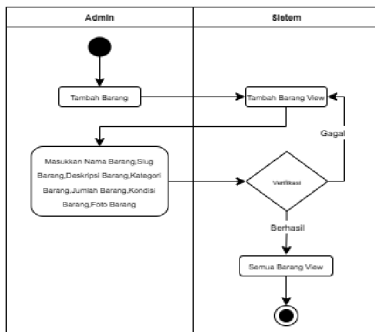 Admin
Sistem
Tambah Barang
Tambah Barang View
Gagal
Masukkan Nama Barang,Slug
Barang,Deskripsi Barang,Kategori
Barang,Jumlah Barang,Kondisi
Barang,Foto Barang
Verifikasi
Berhasil
Semua Barang View